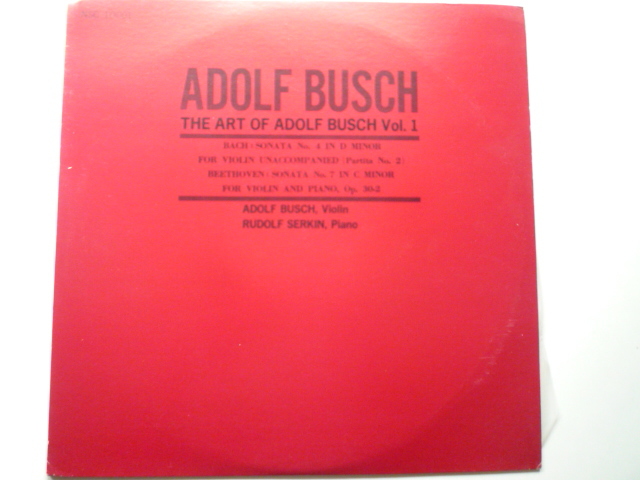 ADOLF BUSCH
THE ART OF ADOLF BUSCH Vol. 1
BACH : SONATA No. 4 IN D MINOR
FOR VIOLIN UNACCOMPANIED (Partita No. 2)
BEETHOVEN : SONATA No. 7 IN C MINOR
FOR VIOLIN AND PIANO, Op. 30-2
ADOLF BUSCH, Violin
RUDOLF SERKIN, Piano